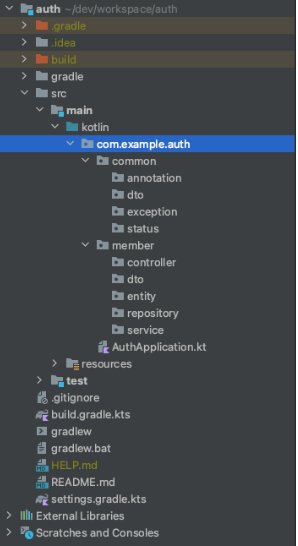 auth ~/dev/workspace/auth
.gradle
.idea
build
gradle
src
main
kotlin
com.example.auth
common
annotation
dto
exception
status
member
controller
dto
entity
repository
service
AuthApplication.kt
resources
test
.gitignore
build.gradle.kts
gradlew
gradlew.bat
HELP.md
README.md
settings.gradle.kts
External Libraries
Scratches and Consoles